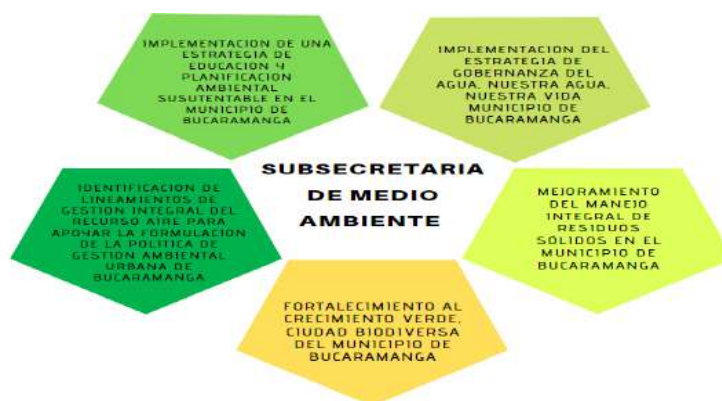 IMPLEMENTACION DE UNA
ESTRATEGIA DE
EDUCACION Y
PLANIFICACION
AMBIENTAL
SUSUTENTABLE EN EL
MUNICIPIO DE
BUCARAMANGA
IMPLEMENTACION DEL
ESTRATEGIA DE
GOBERNANZA DEL
AGUA, NUESTRA AGUA,
NUESTRA VIDA
MUNICIPIO DE
BUCARAMANGA
SUBSECRETARIA
DE MEDIO
AMBIENTE
IDENTIFICACION DE
LINEAMIENTOS DE
GESTION INTEGRAL DEL
RECURSO AIRE PARA
APOYAR LA FORMULACION
DE LA POLITICA DE
GESTION AMBIENTAL
URBANA DE
BUCARAMANGA
MEJORAMIENTO
DEL MANEJO
INTEGRAL DE
RESIDUOS
SÓLIDOS EN EL
MUNICIPIO DE
BUCARAMANGA
FORTALECIMIENTO AL
CRECIMIENTO VERDE,
CIUDAD BIODIVERSA
DEL MUNICIPIO DE
BUCARAMANGA